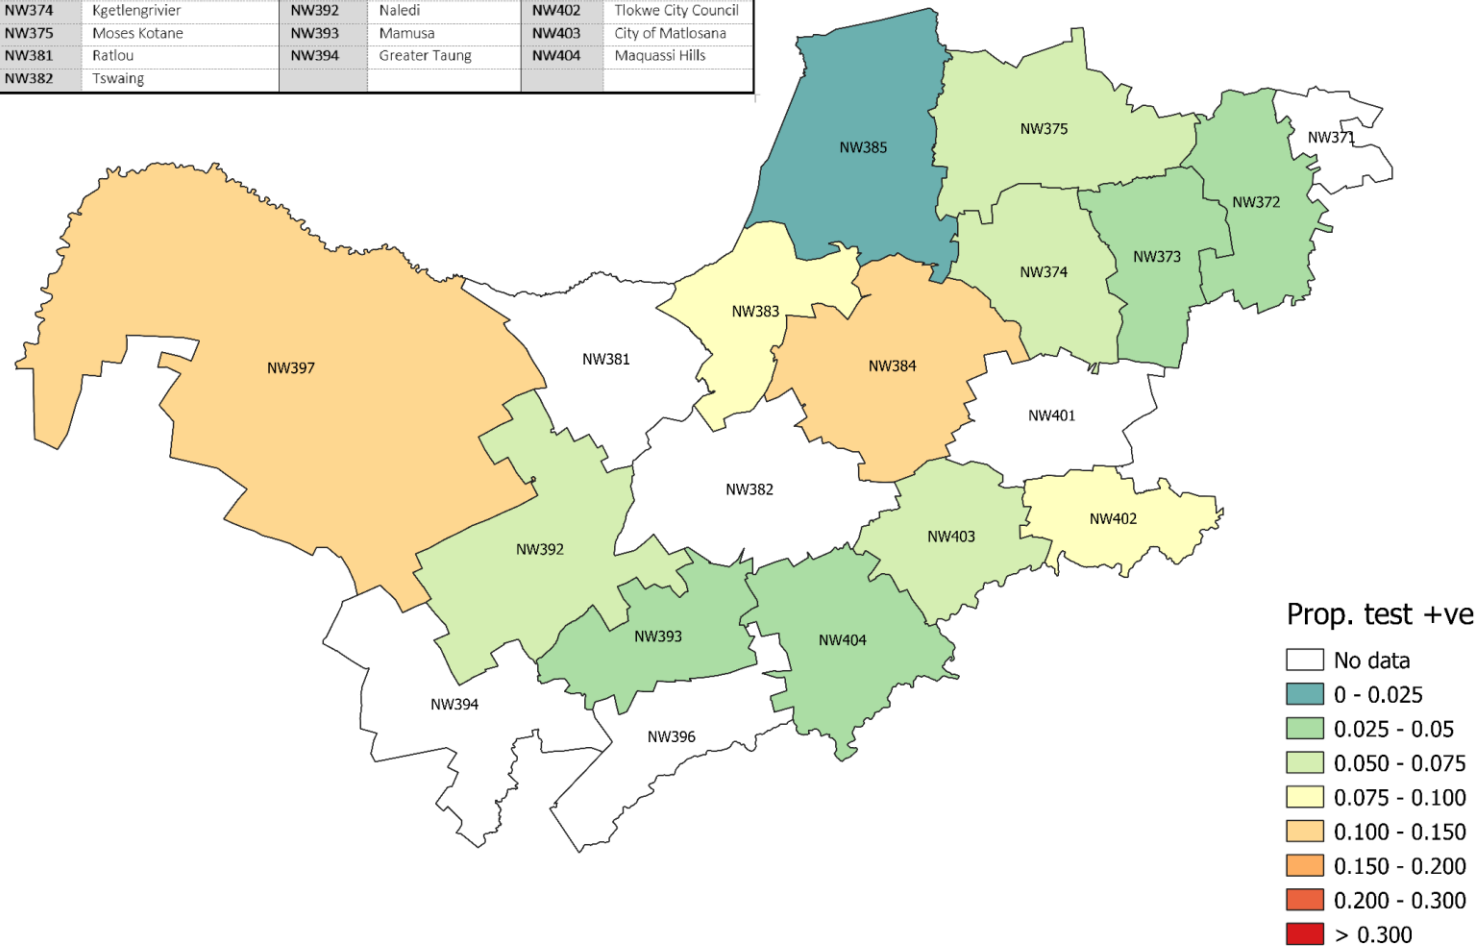 NW374 Kgetlengrivier NW392 Naledi NW402 Tlokwe City Council
NW375 Moses Kotane NW393 Mamusa NW403 City of Matlosana
NW381 Ratlou NW394 Greater Taung NW404 Maquassi Hills
NW382 Tswaing
NW385
NW375
NW371
NW372
NW373
NW374
NW383
NW381
NW384
NW397
NW401
NW382
NW402
NW403
NW392
NW393
NW404
NW394
NW396
Prop. test +ve
No data
0 - 0.025
0.025 - 0.05
0.050 - 0.075
0.075 - 0.100
0.100 - 0.150
0.150 - 0.200
0.200 - 0.300
> 0.300